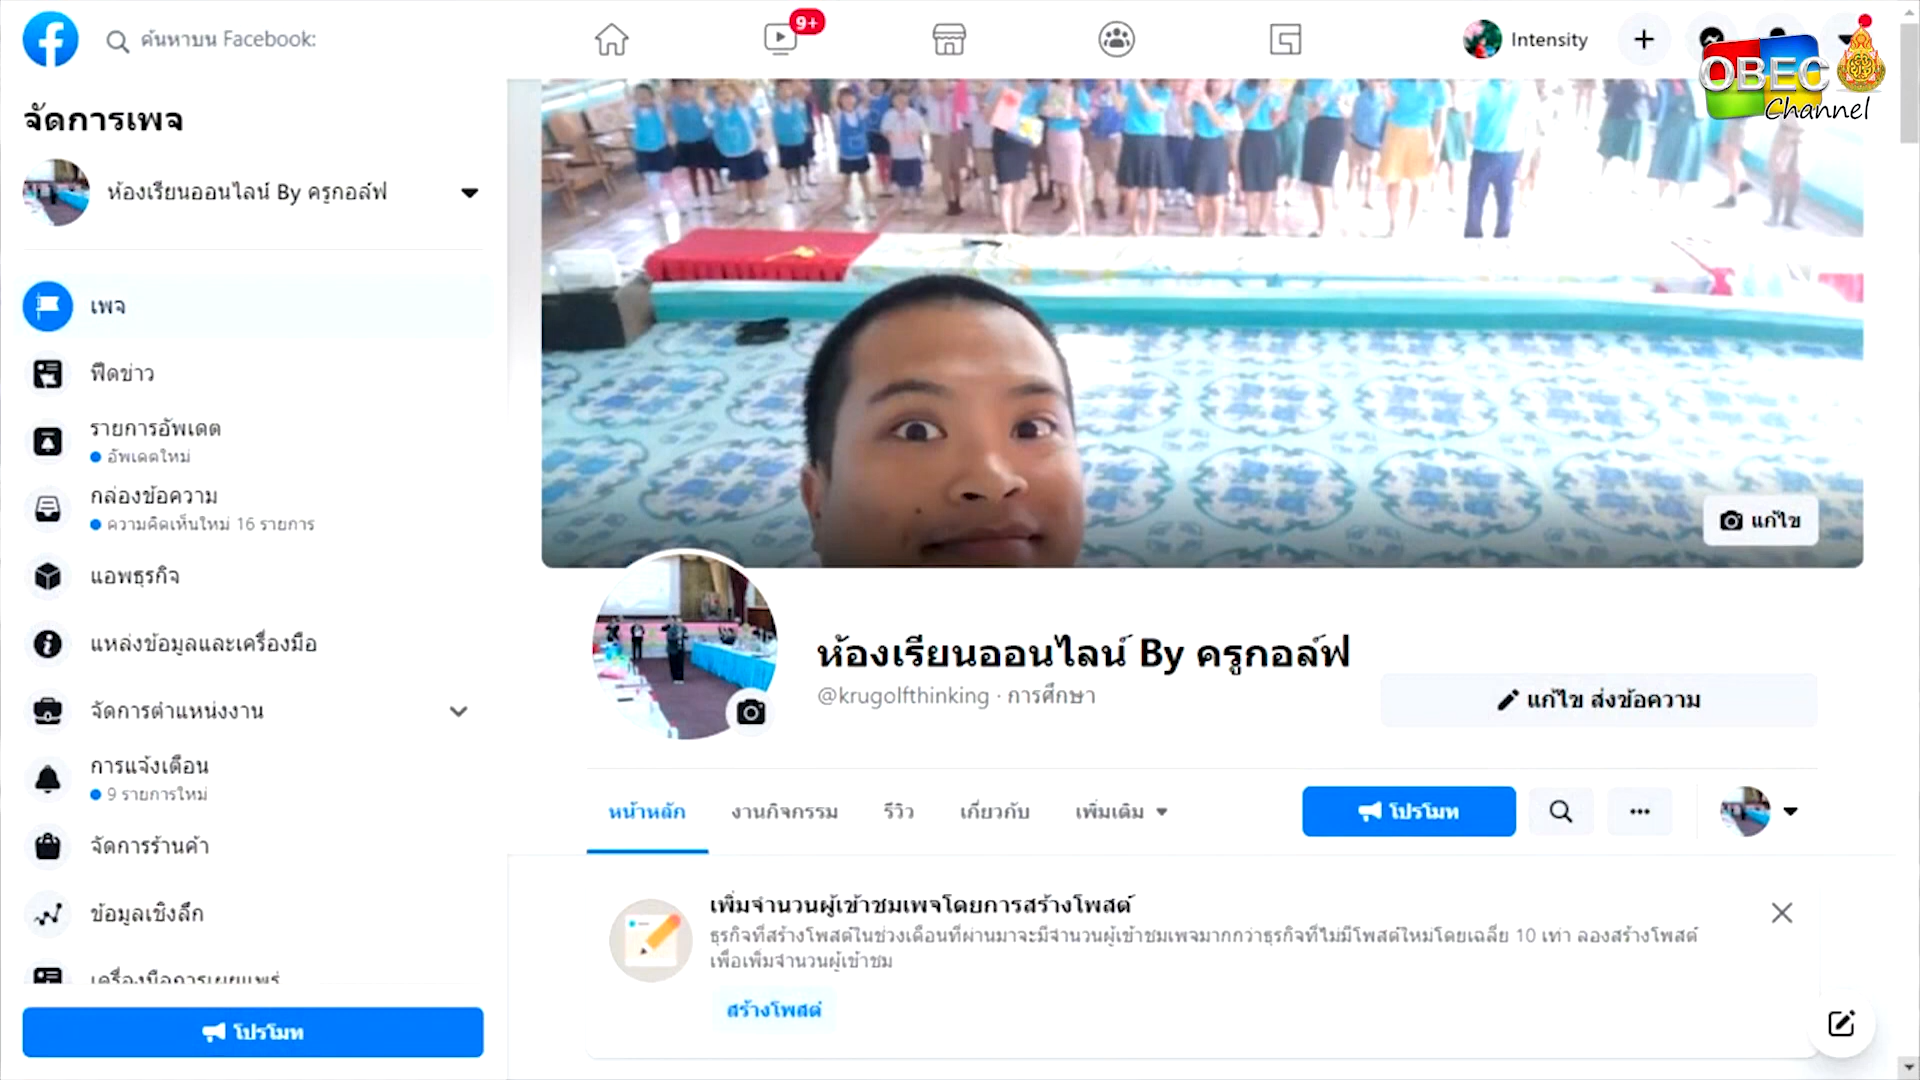 ค้นหาบน Facebook:
9+
Intensity
OBEC
Channel
จัดการเพจ
ห้องเรียนออนไลน์ By ครูกอล์ฟ
เพจ
ฟีดข่าว
รายการอัพเดต
อัพเดตใหม่
กล่องข้อความ
ความคิดเห็นใหม่ 16 รายการ
แอพธุรกิจ
แหล่งข้อมูลและเครื่องมือ
จัดการตำแหน่งงาน
การแจ้งเตือน
9 รายการใหม่
จัดการร้านค้า
ข้อมูลเชิงลึก
เครื่องมือการเผยแพร่
โปรโมท
แก้ไข
ห้องเรียนออนไลน์ By ครูกอล์ฟ
@krugolfthinking · การศึกษา
แก้ไข ส่งข้อความ
หน้าหลัก งานกิจกรรม รีวิว เกี่ยวกับ เพิ่มเติม
โปรโมท
เพิ่มจำนวนผู้เข้าชมเพจโดยการสร้างโพสต์
ธุรกิจที่สร้างโพสต์ในช่วงเดือนที่ผ่านมาจะมีจำนวนผู้เข้าชมเพจมากกว่าธุรกิจที่ไม่มีโพสต์ใหม่โดยเฉลี่ย 10 เท่า ลองสร้างโพสต์
เพื่อเพิ่มจำนวนผู้เข้าชม
สร้างโพสต์